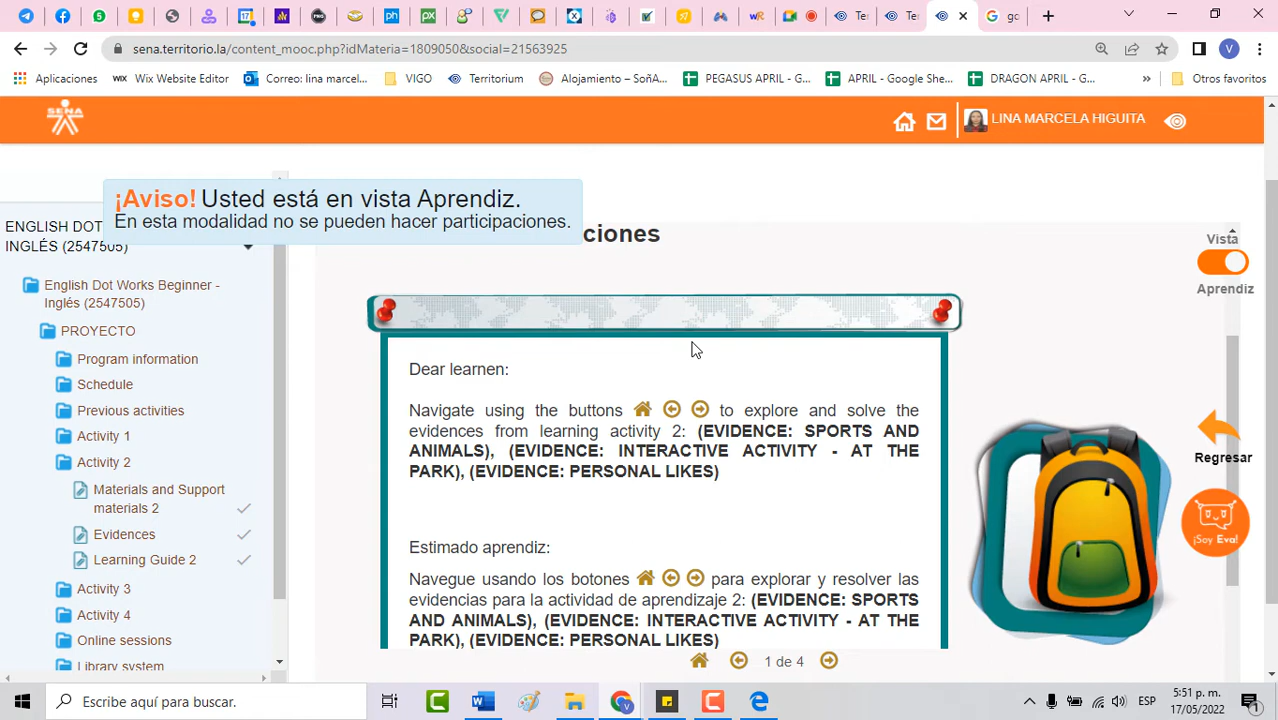 sena.territorio.la/content_mooc.php?idMateria=1809050&social=21563925
Aplicaciones
WiX Wix Website Editor
Correo: lina marcel...
VIGO
Territorium
Alojamiento – SoñA...
PEGASUS APRIL - G...
APRIL - Google She...
DRAGON APRIL - G...
»
Otros favoritos
SENA
LINA MARCELA HIGUITA
¡Aviso! Usted está en vista Aprendiz.
En esta modalidad no se pueden hacer participaciones.
ENGLISH DOT
INGLÉS (2547505)
English Dot Works Beginner -
Inglés (2547505)
PROYECTO
Program information
Schedule
Previous activities
Activity 1
Activity 2
Materials and Support
materials 2
Evidences
Learning Guide 2
Activity 3
Activity 4
Online sessions
Library system
ciones
Dear learnen:
Navigate using the buttons to explore and solve the
evidences from learning activity 2: (EVIDENCE: SPORTS AND
ANIMALS), (EVIDENCE: INTERACTIVE ACTIVITY - AT THE
PARK), (EVIDENCE: PERSONAL LIKES)
Estimado aprendiz:
Navegue usando los botones para explorar y resolver las
evidencias para la actividad de aprendizaje 2: (EVIDENCE: SPORTS
AND ANIMALS), (EVIDENCE: INTERACTIVE ACTIVITY - AT THE
PARK), (EVIDENCE: PERSONAL LIKES)
1 de 4
Vista
Aprendiz
Regresar
¡Soy Eva!
Escribe aquí para buscar.
ESP
5:51 p. m.
17/05/2022